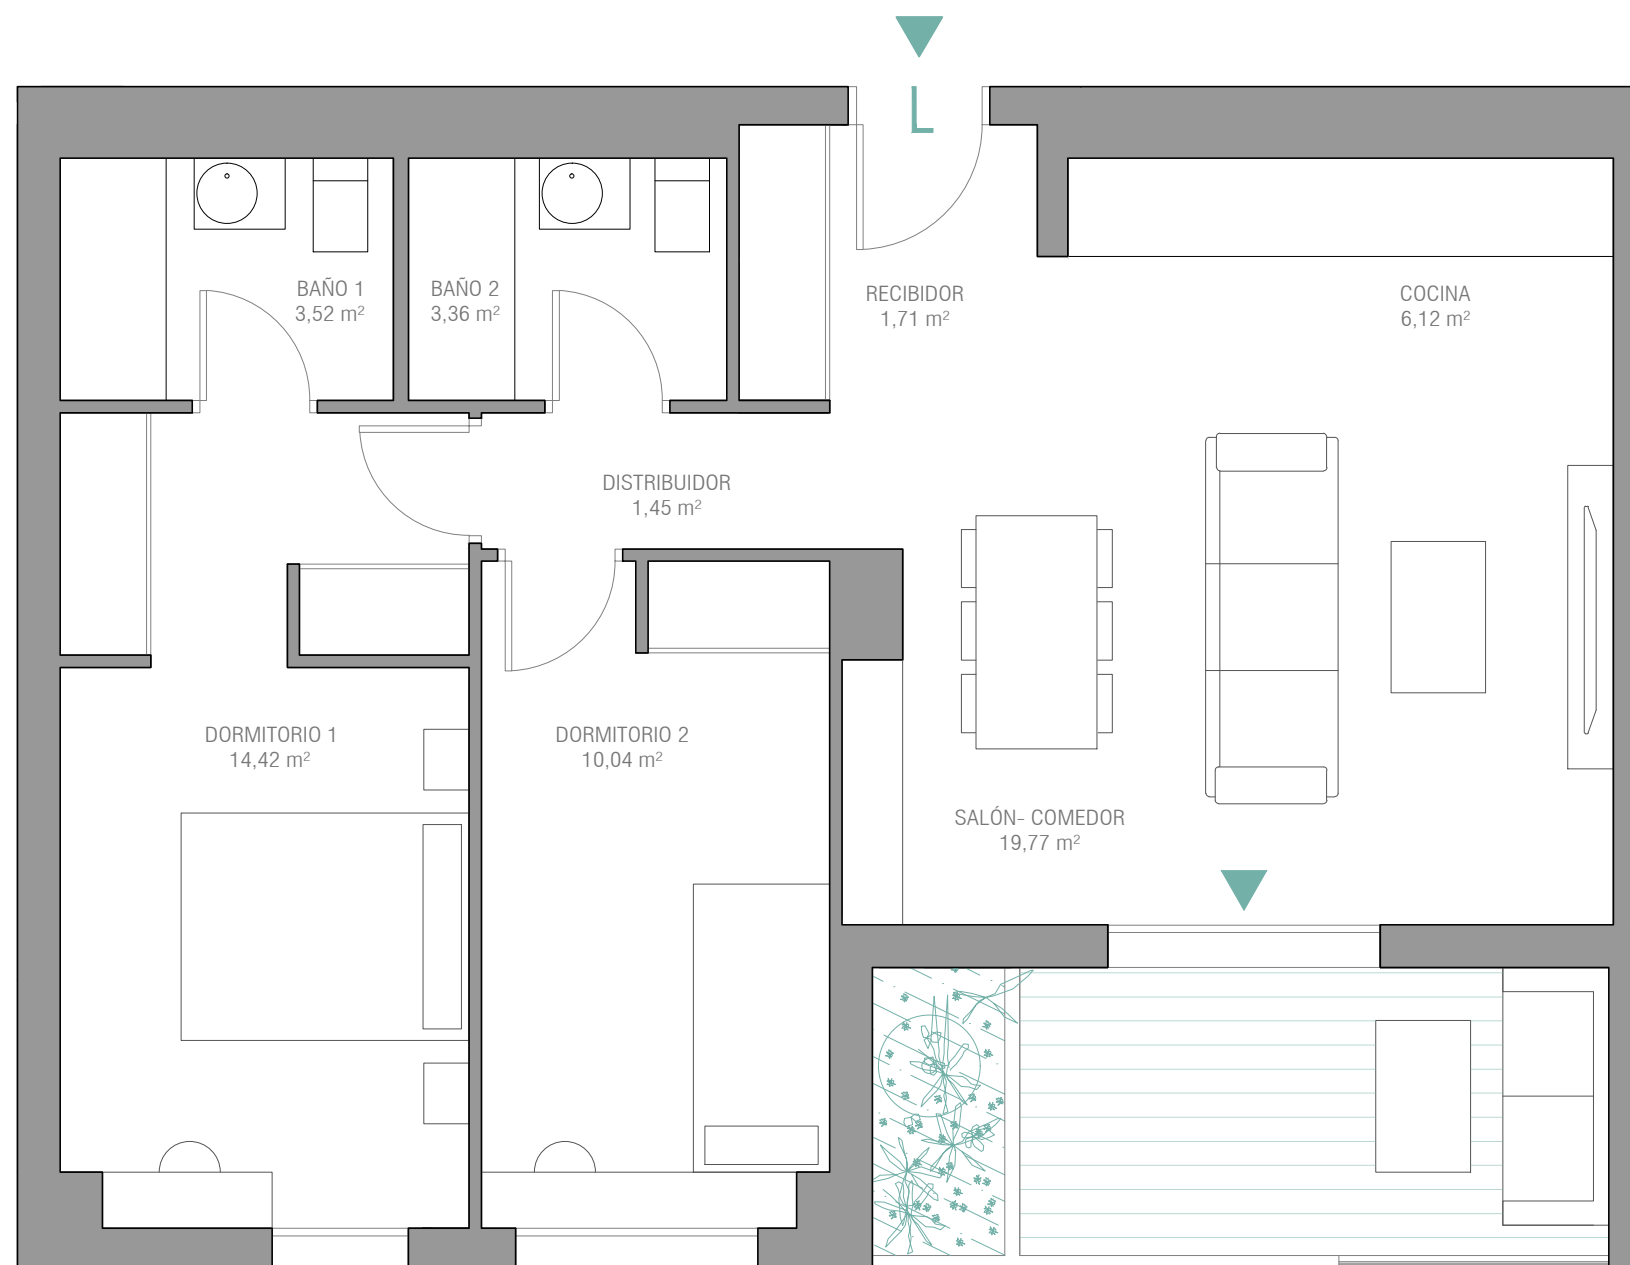 L
BAÑO 1
3,52 m²
BAÑO 2
3,36 m²
RECIBIDOR
1,71 m²
COCINA
6,12 m²
DISTRIBUIDOR
1,45 m²
DORMITORIO 1
14,42 m²
DORMITORIO 2
10,04 m²
SALÓN- COMEDOR
19,77 m²